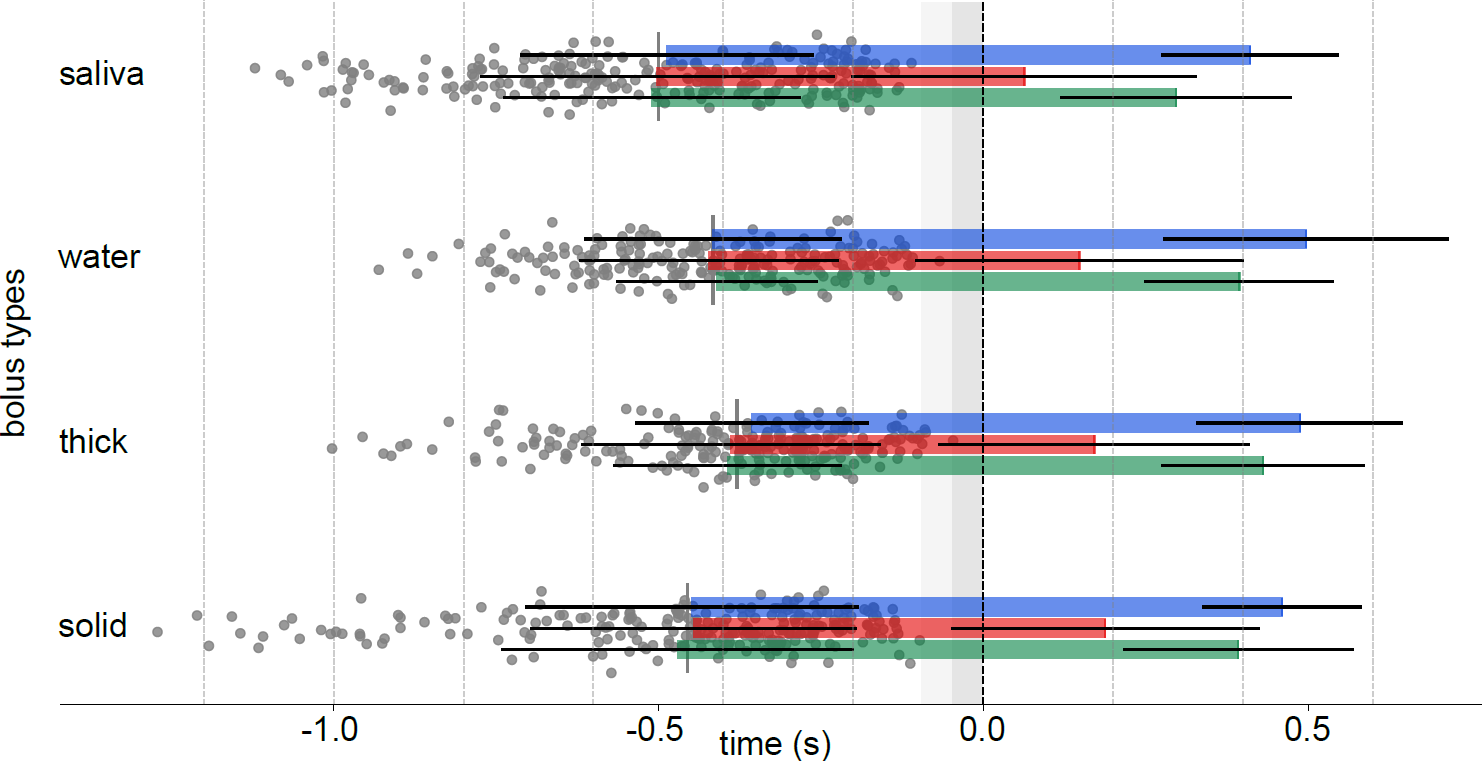 bolus types
saliva
water
thick
solid
-1.0 -0.5 0.0 0.5
time (s)